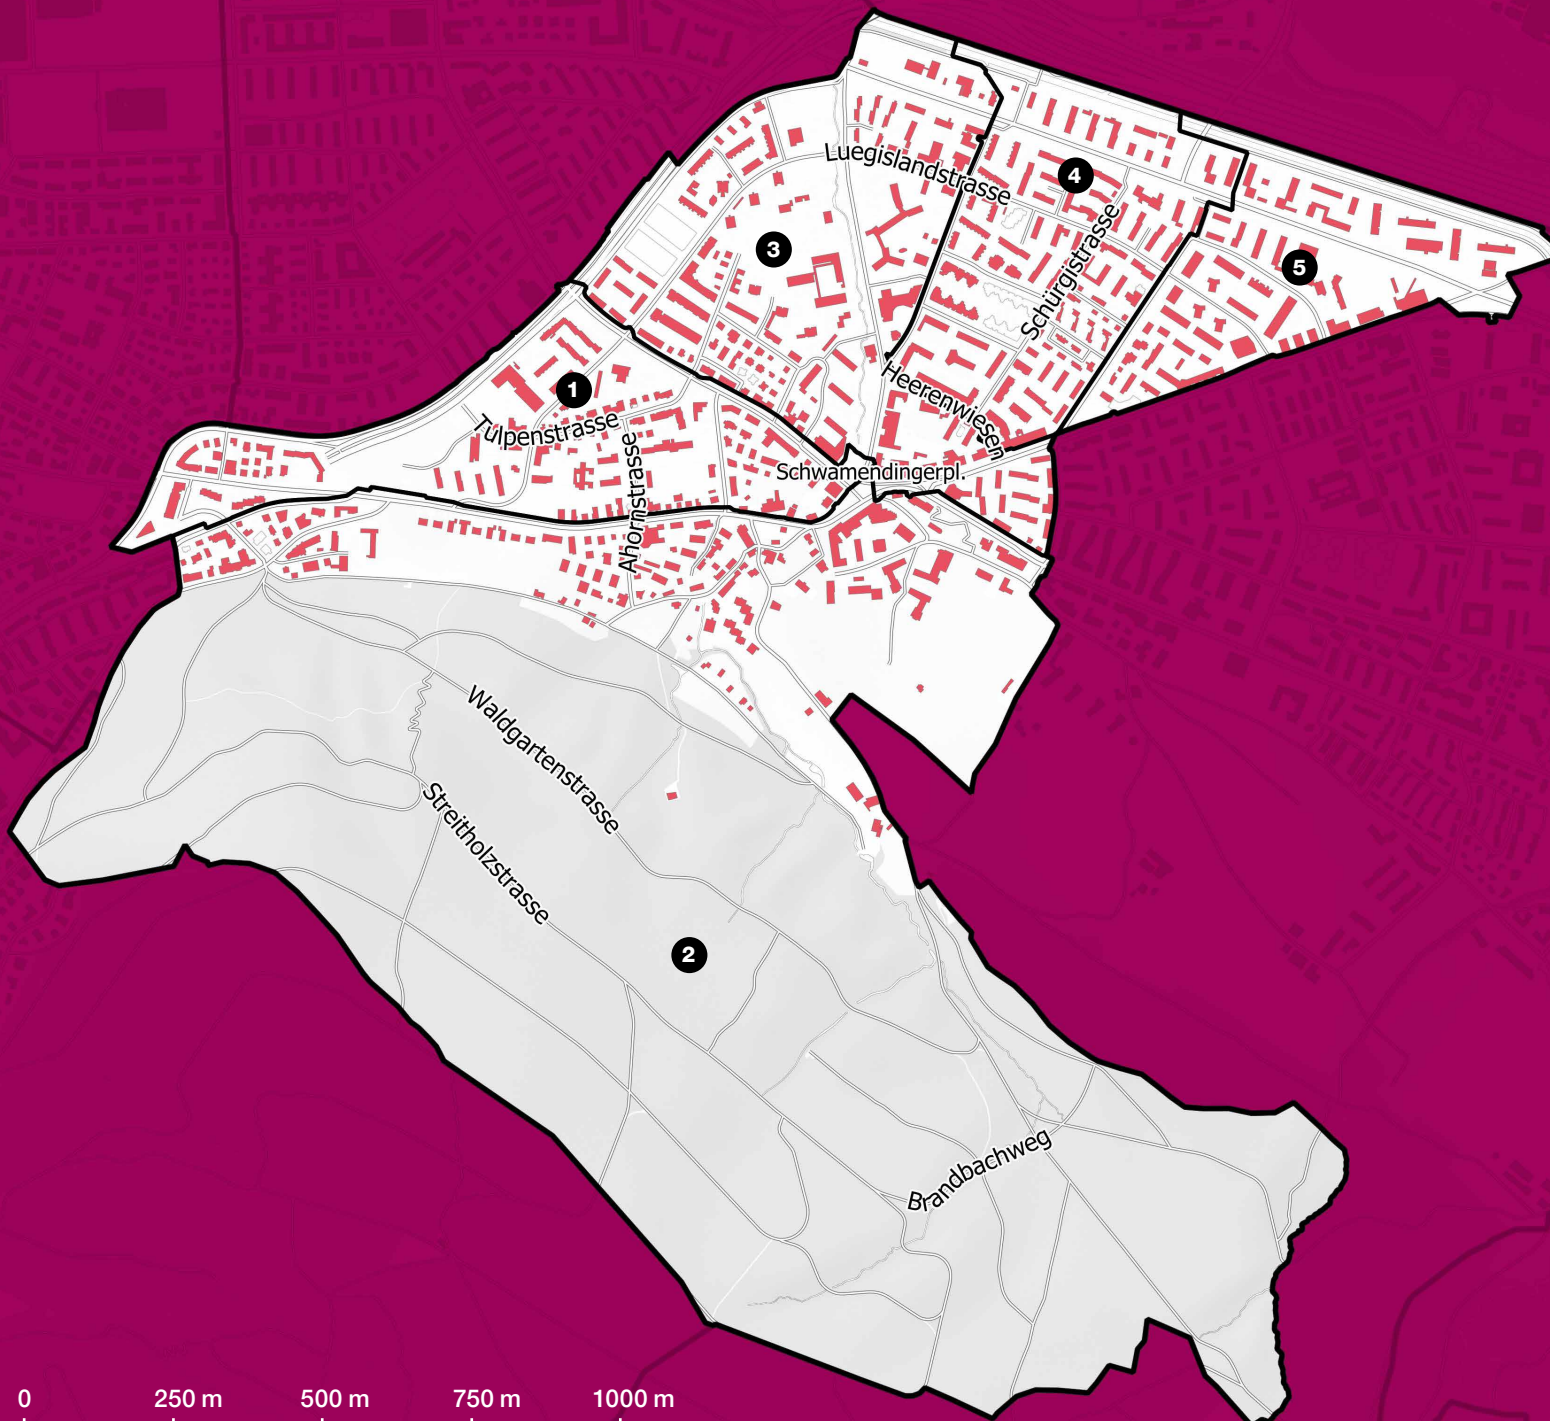 Luegislandstrasse
4
Schürgistrasse
3
5
1
Tulpenstrasse
Heerenwiesen
Ahornstrasse
Schwamendingerpl.
Waldgartenstrasse
Streitholzstrasse
2
Brandbachweg
0 250 m 500 m 750 m 1000 m